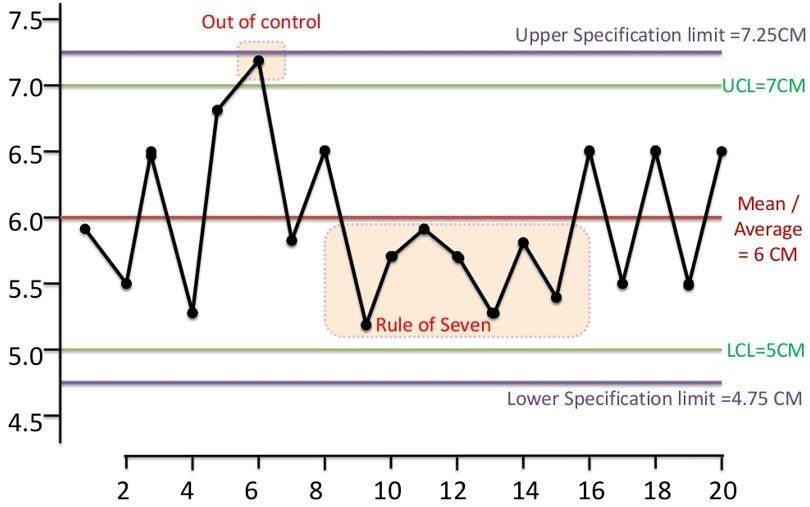 7.5
Out of control
Upper Specification limit =7.25CM
7.0
UCL=7CM
6.5
6.0
Mean /
Average
= 6 CM
5.5
Rule of Seven
5.0
LCL=5CM
Lower Specification limit =4.75 CM
4.5
2 4 6 8 10 12 14 16 18 20